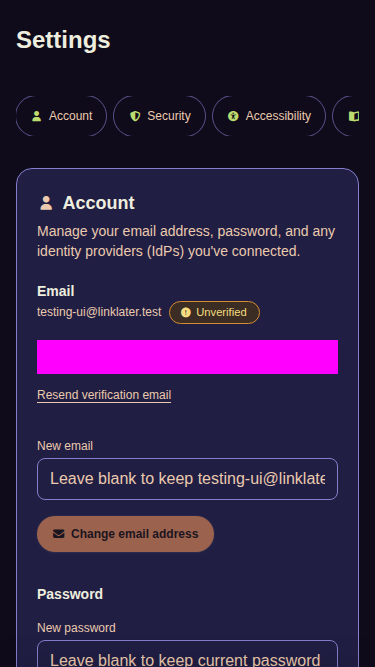 Settings
Account
Security
Accessibility
Account
Manage your email address, password, and any
identity providers (IdPs) you've connected.
Email
testing-ui@linklater.test
Unverified
Resend verification email
New email
Leave blank to keep testing-ui@linklate
Change email address
Password
New password
Leave blank to keep current password